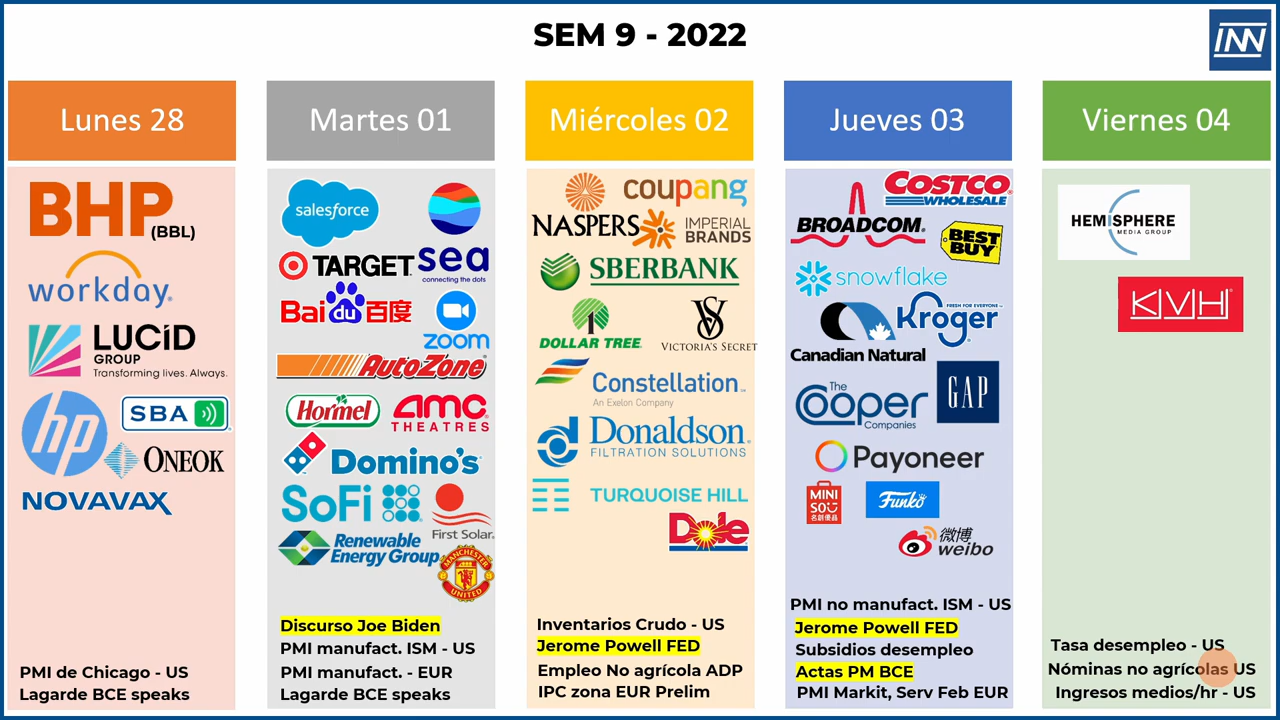 SEM 9 - 2022
INN
Lunes 28
BHP
(BBL)
workday.
LUCID
GROUP
Transforming lives. Always.
hp
SBA
ONEOK
NOVAVAX
PMI de Chicago - US
Lagarde BCE speaks
Martes 01
salesforce
TARGET
sea
connecting the dots
Bai du 百度
zoom
AutoZone
Hormel
amc
THEATRES
Domino's
SoFi
First Solar.
Renewable
Energy Group
MANCHESTER
UNITED
Discurso Joe Biden
PMI manufact. ISM - US
PMI manufact. - EUR
Lagarde BCE speaks
Miércoles 02
coupang
NASPERS
IMPERIAL
BRANDS
SBERBANK
DOLLAR TREE
VS
VICTORIA'S SECRET
Constellation
An Exelon Company
Donaldson
FILTRATION SOLUTIONS
TURQUOISE HILL
Dole
Inventarios Crudo - US
Jerome Powell FED
Empleo No agrícola ADP
IPC zona EUR Prelim
Jueves 03
COSTCO
WHOLESALE
BROADCOM
BEST
BUY
snowflake
FRESH FOR EVERYONE
Kroger
Canadian Natural
The
Cooper
Companies
GAP
Payoneer
MINI
SO
名創優品
Funko
微博
weibo
PMI no manufact. ISM - US
Jerome Powell FED
Subsidios desempleo
Actas PM BCE
PMI Markit, Serv Feb EUR
Viernes 04
HEMISPHERE
MEDIA GROUP
KVH
Tasa desempleo - US
Nóminas no agrícolas US
Ingresos medios/hr - US